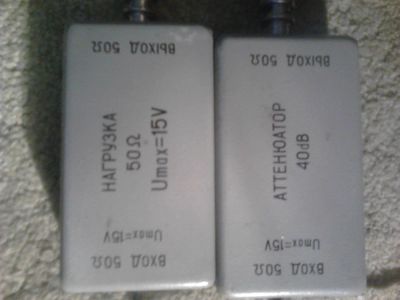 ВЫХОД 50Ω
НАГРУЗКА
50Ω
Umax=15V
Umax=15V
ВХОД 50Ω
ВЫХОД 50Ω
АТТЕНЮАТОР
40dB
Umax=15V
ВХОД 50Ω